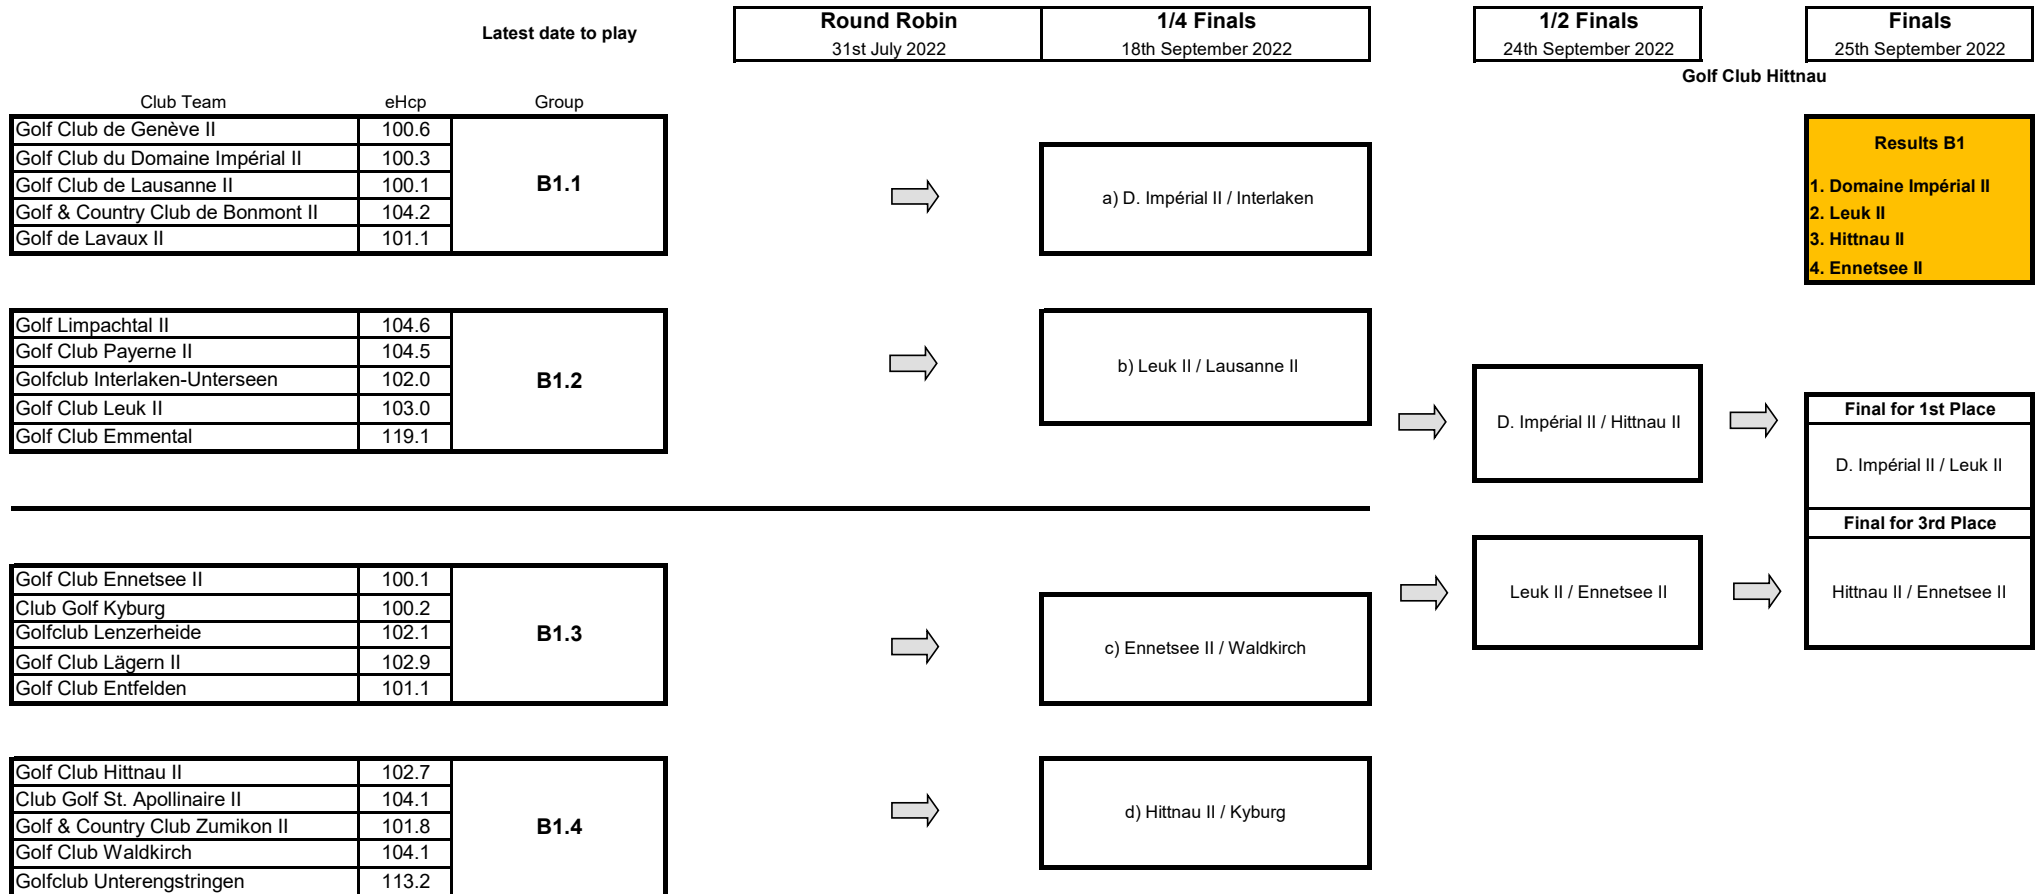 Latest date to play
Round Robin
31st July 2022
1/4 Finals
18th September 2022
1/2 Finals
24th September 2022
Finals
25th September 2022
Golf Club Hittnau
Club Team eHcp Group
Golf Club de Genève II 100.6
Golf Club du Domaine Impérial II 100.3
Golf Club de Lausanne II 100.1
Golf & Country Club de Bonmont II 104.2
Golf de Lavaux II 101.1
B1.1
a) D. Impérial II / Interlaken
Results B1
1. Domaine Impérial II
2. Leuk II
3. Hittnau II
4. Ennetsee II
Golf Limpachtal II 104.6
Golf Club Payerne II 104.5
Golfclub Interlaken-Unterseen 102.0
Golf Club Leuk II 103.0
Golf Club Emmental 119.1
B1.2
b) Leuk II / Lausanne II
D. Impérial II / Hittnau II
Final for 1st Place
D. Impérial II / Leuk II
Final for 3rd Place
Hittnau II / Ennetsee II
Leuk II / Ennetsee II
Golf Club Ennetsee II 100.1
Club Golf Kyburg 100.2
Golfclub Lenzerheide 102.1
Golf Club Lägern II 102.9
Golf Club Entfelden 101.1
B1.3
c) Ennetsee II / Waldkirch
Golf Club Hittnau II 102.7
Club Golf St. Apollinaire II 104.1
Golf & Country Club Zumikon II 101.8
Golf Club Waldkirch 104.1
Golfclub Unterengstringen 113.2
B1.4
d) Hittnau II / Kyburg